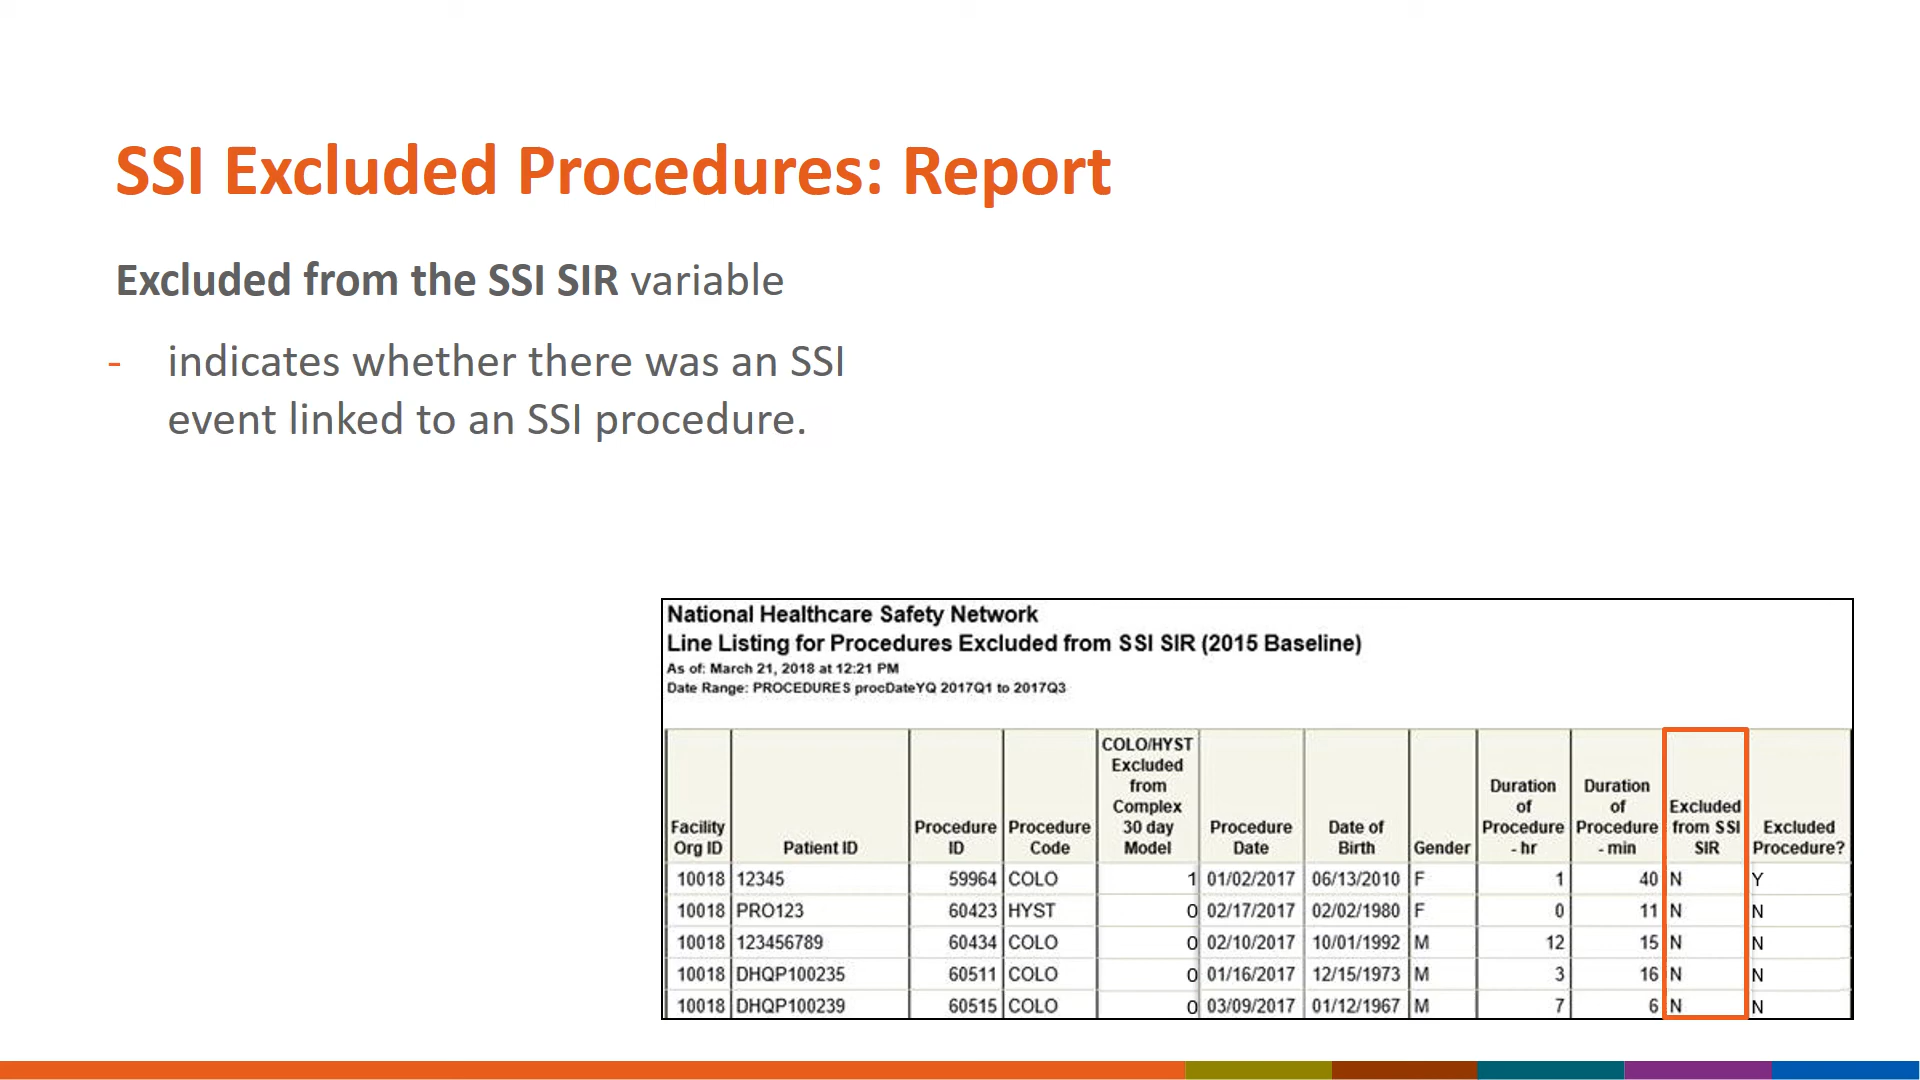 SSI Excluded Procedures: Report
Excluded from the SSI SIR variable
- indicates whether there was an SSI
event linked to an SSI procedure.
National Healthcare Safety Network
Line Listing for Procedures Excluded from SSI SIR (2015 Baseline)
As of: March 21, 2018 at 12:21 PM
Date Range: PROCEDURES procDateYQ 2017Q1 to 2017Q3
Facility Org ID | Patient ID | Procedure ID | Procedure Code | COLO/HYST Excluded from Complex 30 day Model | Procedure Date | Date of Birth | Gender | Duration of Procedure - hr | Duration of Procedure - min | Excluded from SSI SIR | Excluded Procedure?
10018 | 12345 | 59964 | COLO | 1 | 01/02/2017 | 06/13/2010 | F | 1 | 40 | N | Y
10018 | PRO123 | 60423 | HYST | 0 | 02/17/2017 | 02/02/1980 | F | 0 | 11 | N | N
10018 | 123456789 | 60434 | COLO | 0 | 02/10/2017 | 10/01/1992 | M | 12 | 15 | N | N
10018 | DHQP100235 | 60511 | COLO | 0 | 01/16/2017 | 12/15/1973 | M | 3 | 16 | N | N
10018 | DHQP100239 | 60515 | COLO | 0 | 03/09/2017 | 01/12/1967 | M | 7 | 6 | N | N